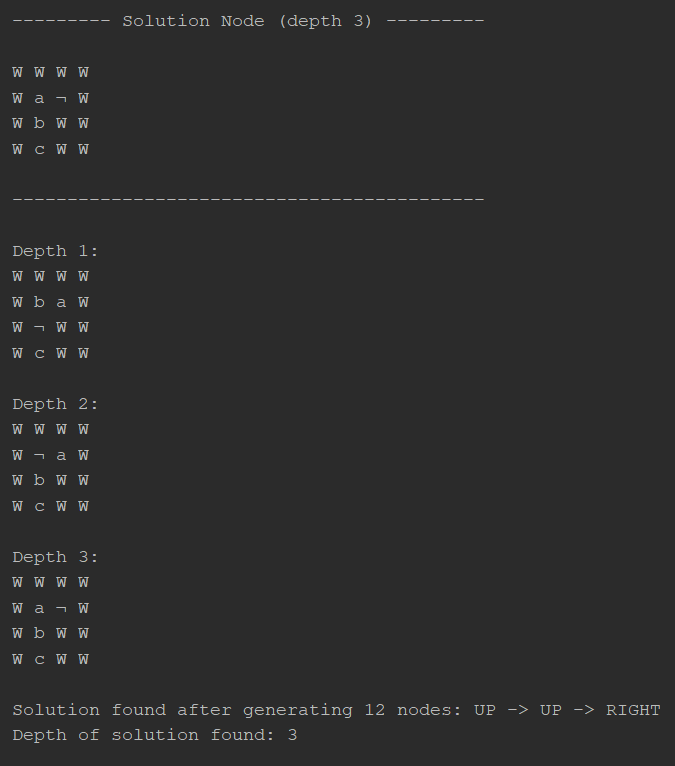 --------- Solution Node (depth 3) ---------
W W W W
W a ¬ W
W b W W
W c W W
-------------------------------------------
Depth 1:
W W W W
W b a W
W ¬ W W
W c W W
Depth 2:
W W W W
W ¬ a W
W b W W
W c W W
Depth 3:
W W W W
W a ¬ W
W b W W
W c W W
Solution found after generating 12 nodes: UP -> UP -> RIGHT
Depth of solution found: 3